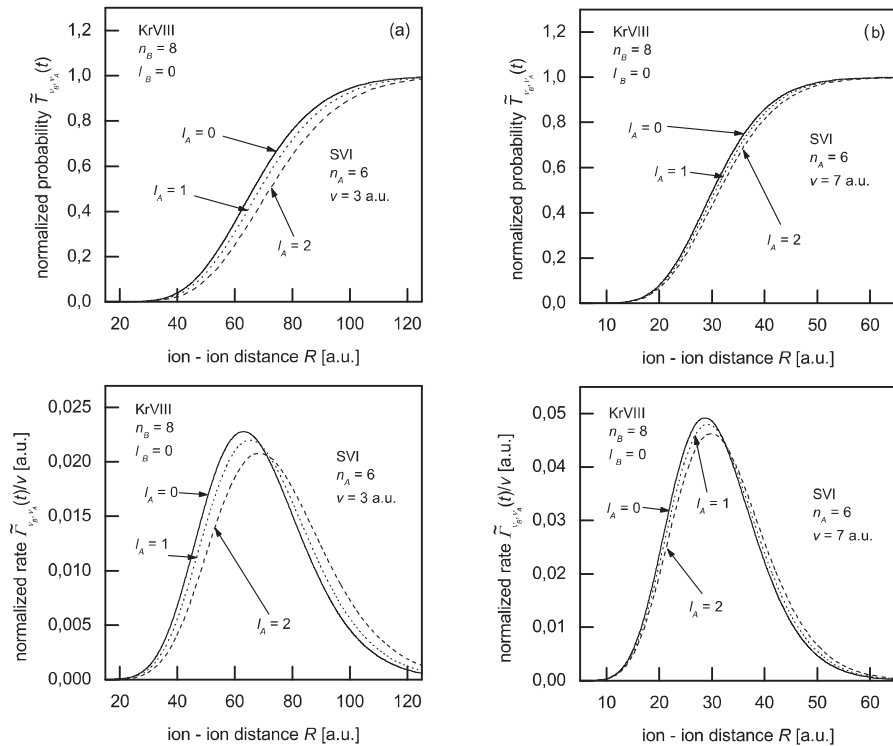 (a)
KrVIII
n_B = 8
l_B = 0
l_A = 0
l_A = 1
l_A = 2
SVI
n_A = 6
v = 3 a.u.
normalized probability T̃_{ν_B,ν_A}(t)
1,2
1,0
0,8
0,6
0,4
0,2
0,0
20 40 60 80 100 120
ion - ion distance R [a.u.]
(b)
KrVIII
n_B = 8
l_B = 0
l_A = 0
l_A = 1
l_A = 2
SVI
n_A = 6
v = 7 a.u.
normalized probability T̃_{ν_B,ν_A}(t)
1,2
1,0
0,8
0,6
0,4
0,2
0,0
10 20 30 40 50 60
ion - ion distance R [a.u.]
KrVIII
n_B = 8
l_B = 0
l_A = 0
l_A = 1
l_A = 2
SVI
n_A = 6
v = 3 a.u.
normalized rate Γ̃_{ν_B,ν_A}(t)/v [a.u.]
0,025
0,020
0,015
0,010
0,005
0,000
20 40 60 80 100 120
ion - ion distance R [a.u.]
KrVIII
n_B = 8
l_B = 0
l_A = 0
l_A = 1
l_A = 2
SVI
n_A = 6
v = 7 a.u.
normalized rate Γ̃_{ν_B,ν_A}(t)/v [a.u.]
0,05
0,04
0,03
0,02
0,01
0,00
10 20 30 40 50 60
ion - ion distance R [a.u.]